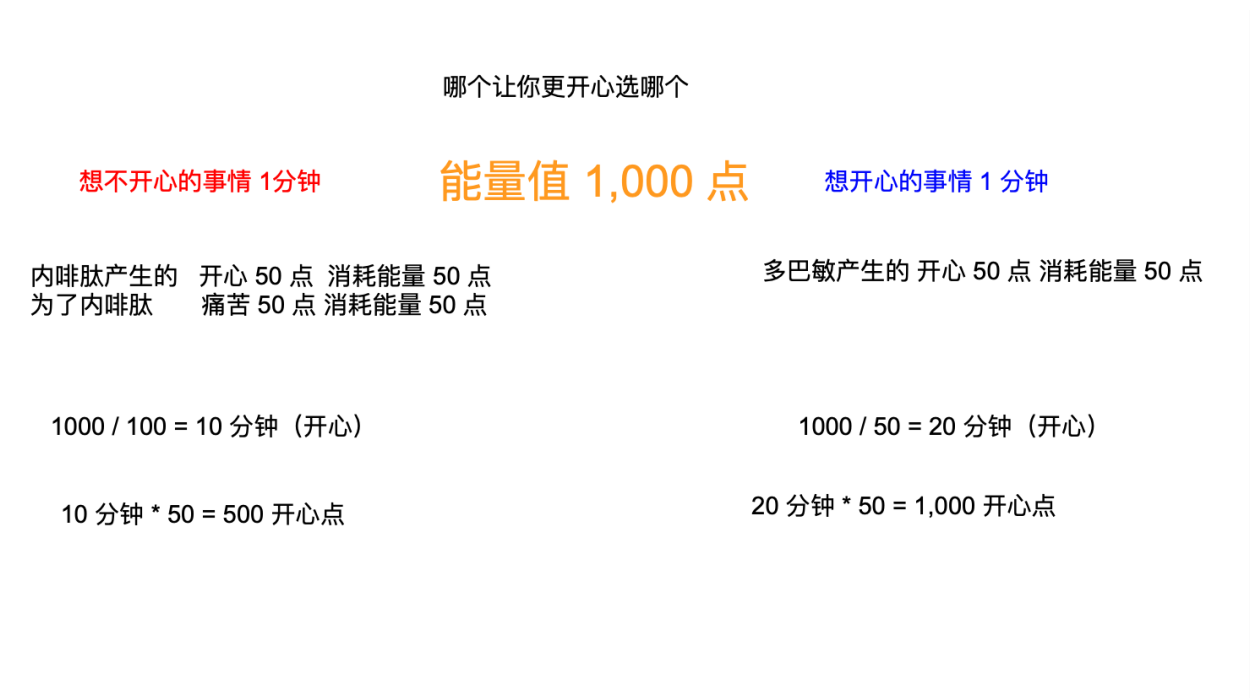 哪个让你更开心选哪个
想不开心的事情 1分钟
能量值 1,000 点
想开心的事情 1 分钟
内啡肽产生的 开心 50 点 消耗能量 50 点
为了内啡肽 痛苦 50 点 消耗能量 50 点
多巴敏产生的 开心 50 点 消耗能量 50 点
1000 / 100 = 10 分钟（开心）
1000 / 50 = 20 分钟（开心）
10 分钟 * 50 = 500 开心点
20 分钟 * 50 = 1,000 开心点